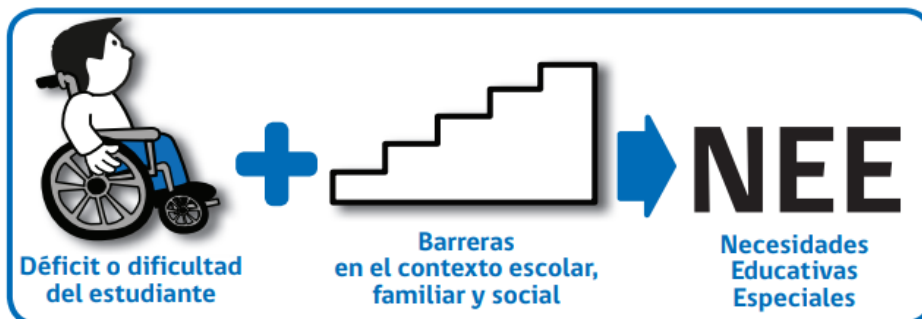 NEE
Déficit o dificultad
del estudiante
Barreras
en el contexto escolar,
familiar y social
Necesidades
Educativas
Especiales